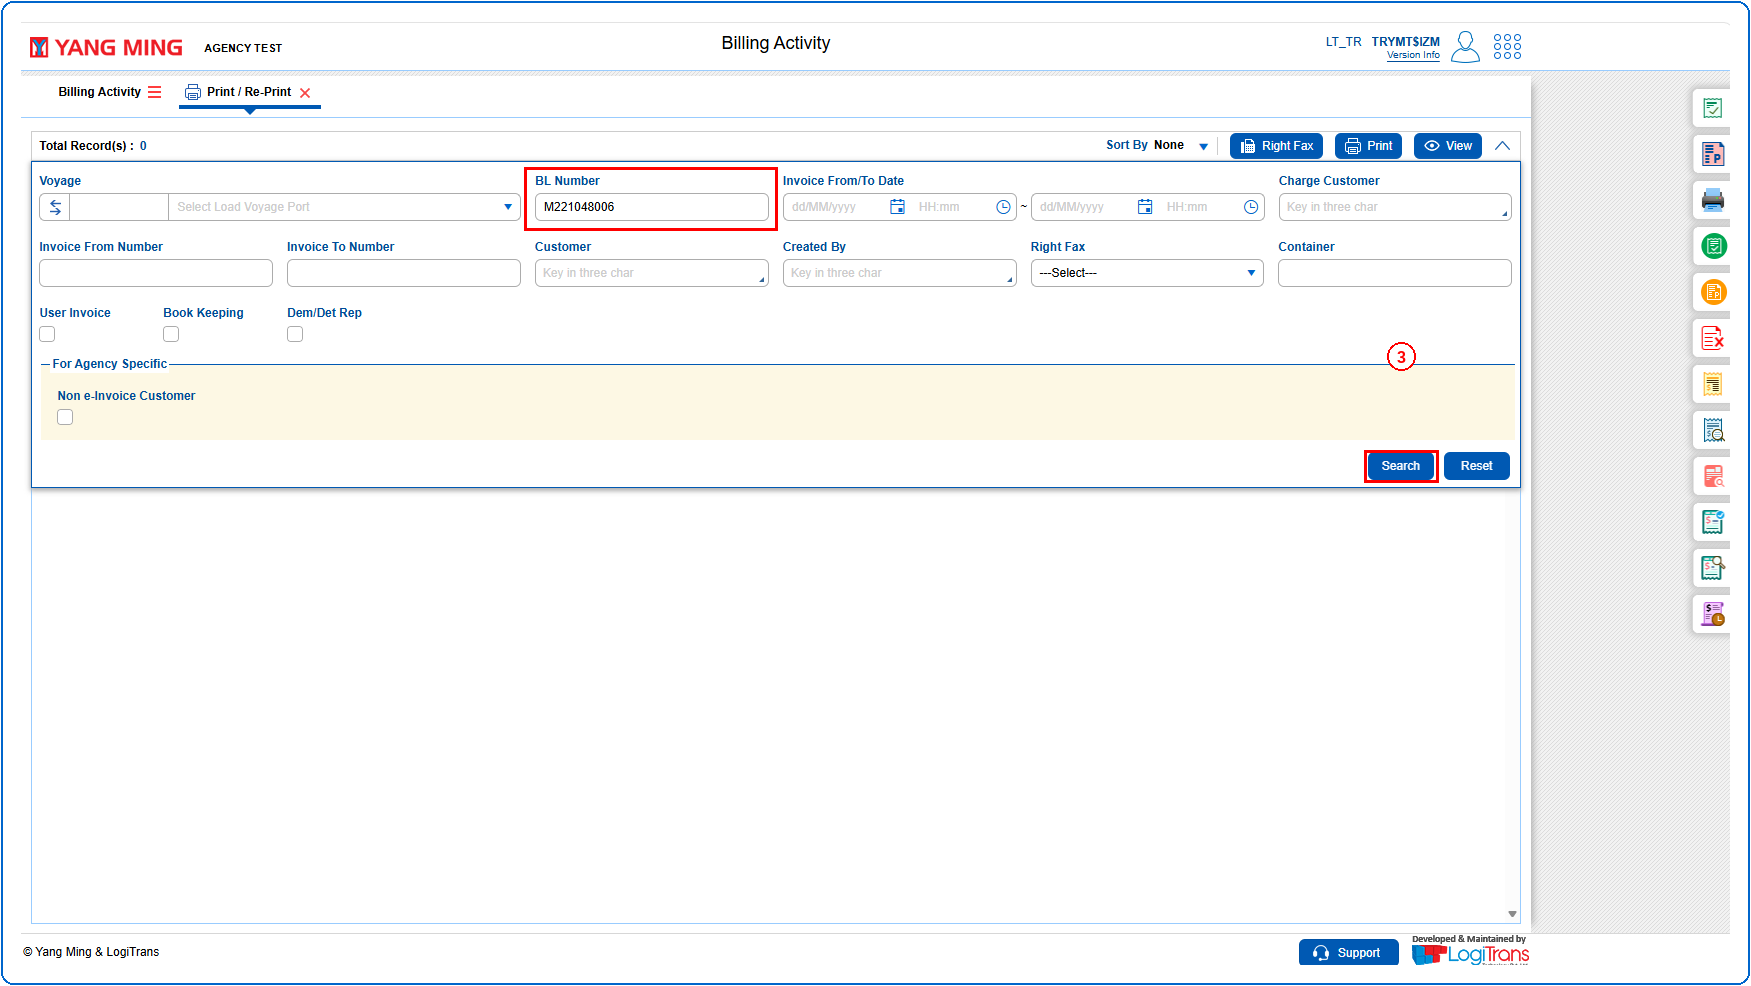 YANG MING AGENCY TEST
Billing Activity
LT_TR TRYMT$IZM
Version Info
Billing Activity
Print / Re-Print
Total Record(s) : 0
Sort By None
Right Fax
Print
View
Voyage
BL Number
Invoice From/To Date
Charge Customer
Select Load Voyage Port
M221048006
dd/MM/yyyy HH:mm ~ dd/MM/yyyy HH:mm
Key in three char
Invoice From Number
Invoice To Number
Customer
Created By
Right Fax
Container
Key in three char
Key in three char
---Select---
User Invoice
Book Keeping
Dem/Det Rep
3
For Agency Specific
Non e-Invoice Customer
Search
Reset
© Yang Ming & LogiTrans
Support
Developed & Maintained by
LogiTrans